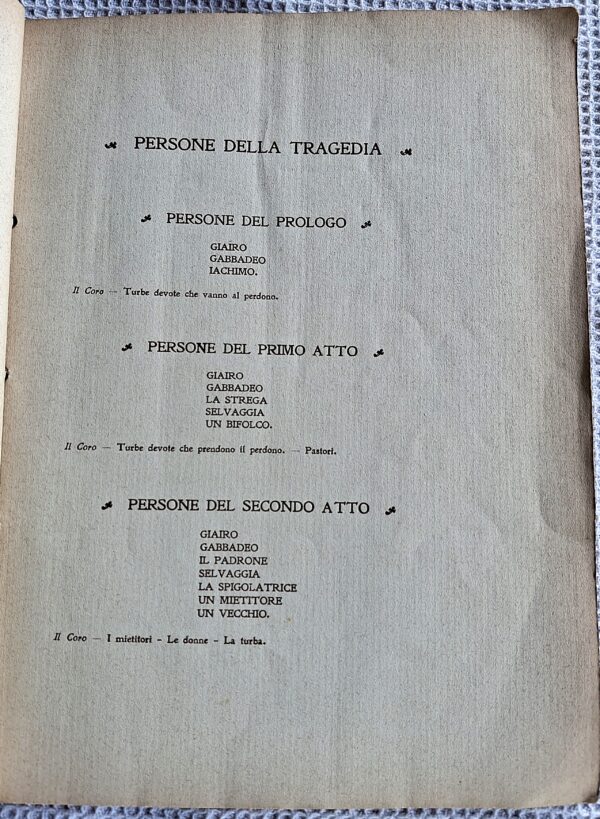 PERSONE DELLA TRAGEDIA
PERSONE DEL PROLOGO
GIAIRO
GABBADEO
IACHIMO.
Il Coro — Turbe devote che vanno al perdono.
PERSONE DEL PRIMO ATTO
GIAIRO
GABBADEO
LA STREGA
SELVAGGIA
UN BIFOLCO.
Il Coro — Turbe devote che prendono il perdono. — Pastori.
PERSONE DEL SECONDO ATTO
GIAIRO
GABBADEO
IL PADRONE
SELVAGGIA
LA SPIGOLATRICE
UN MIETITORE
UN VECCHIO.
Il Coro — I mietitori - Le donne - La turba.